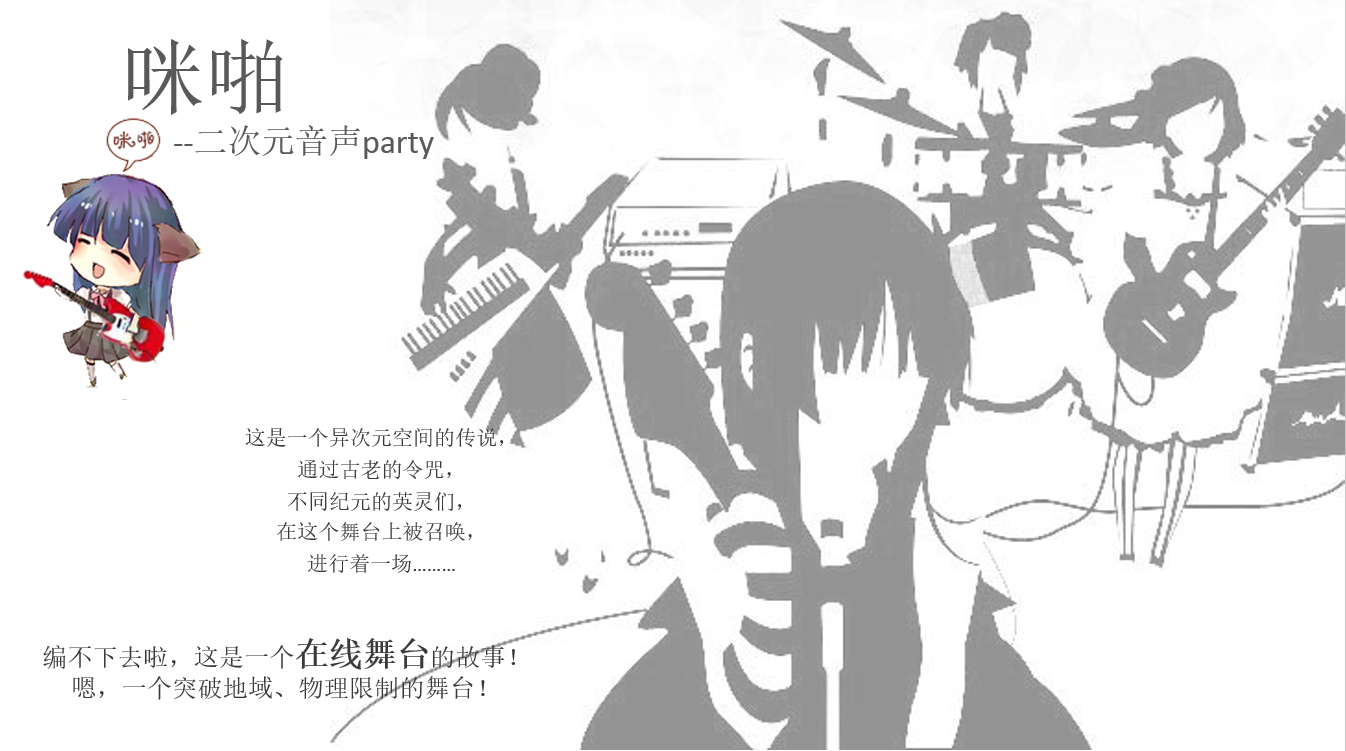 咪啪
咪啪
--二次元音声party
这是一个异次元空间的传说，
通过古老的令咒，
不同纪元的英灵们，
在这个舞台上被召唤，
进行着一场………
编不下去啦，这是一个在线舞台的故事！
嗯，一个突破地域、物理限制的舞台！